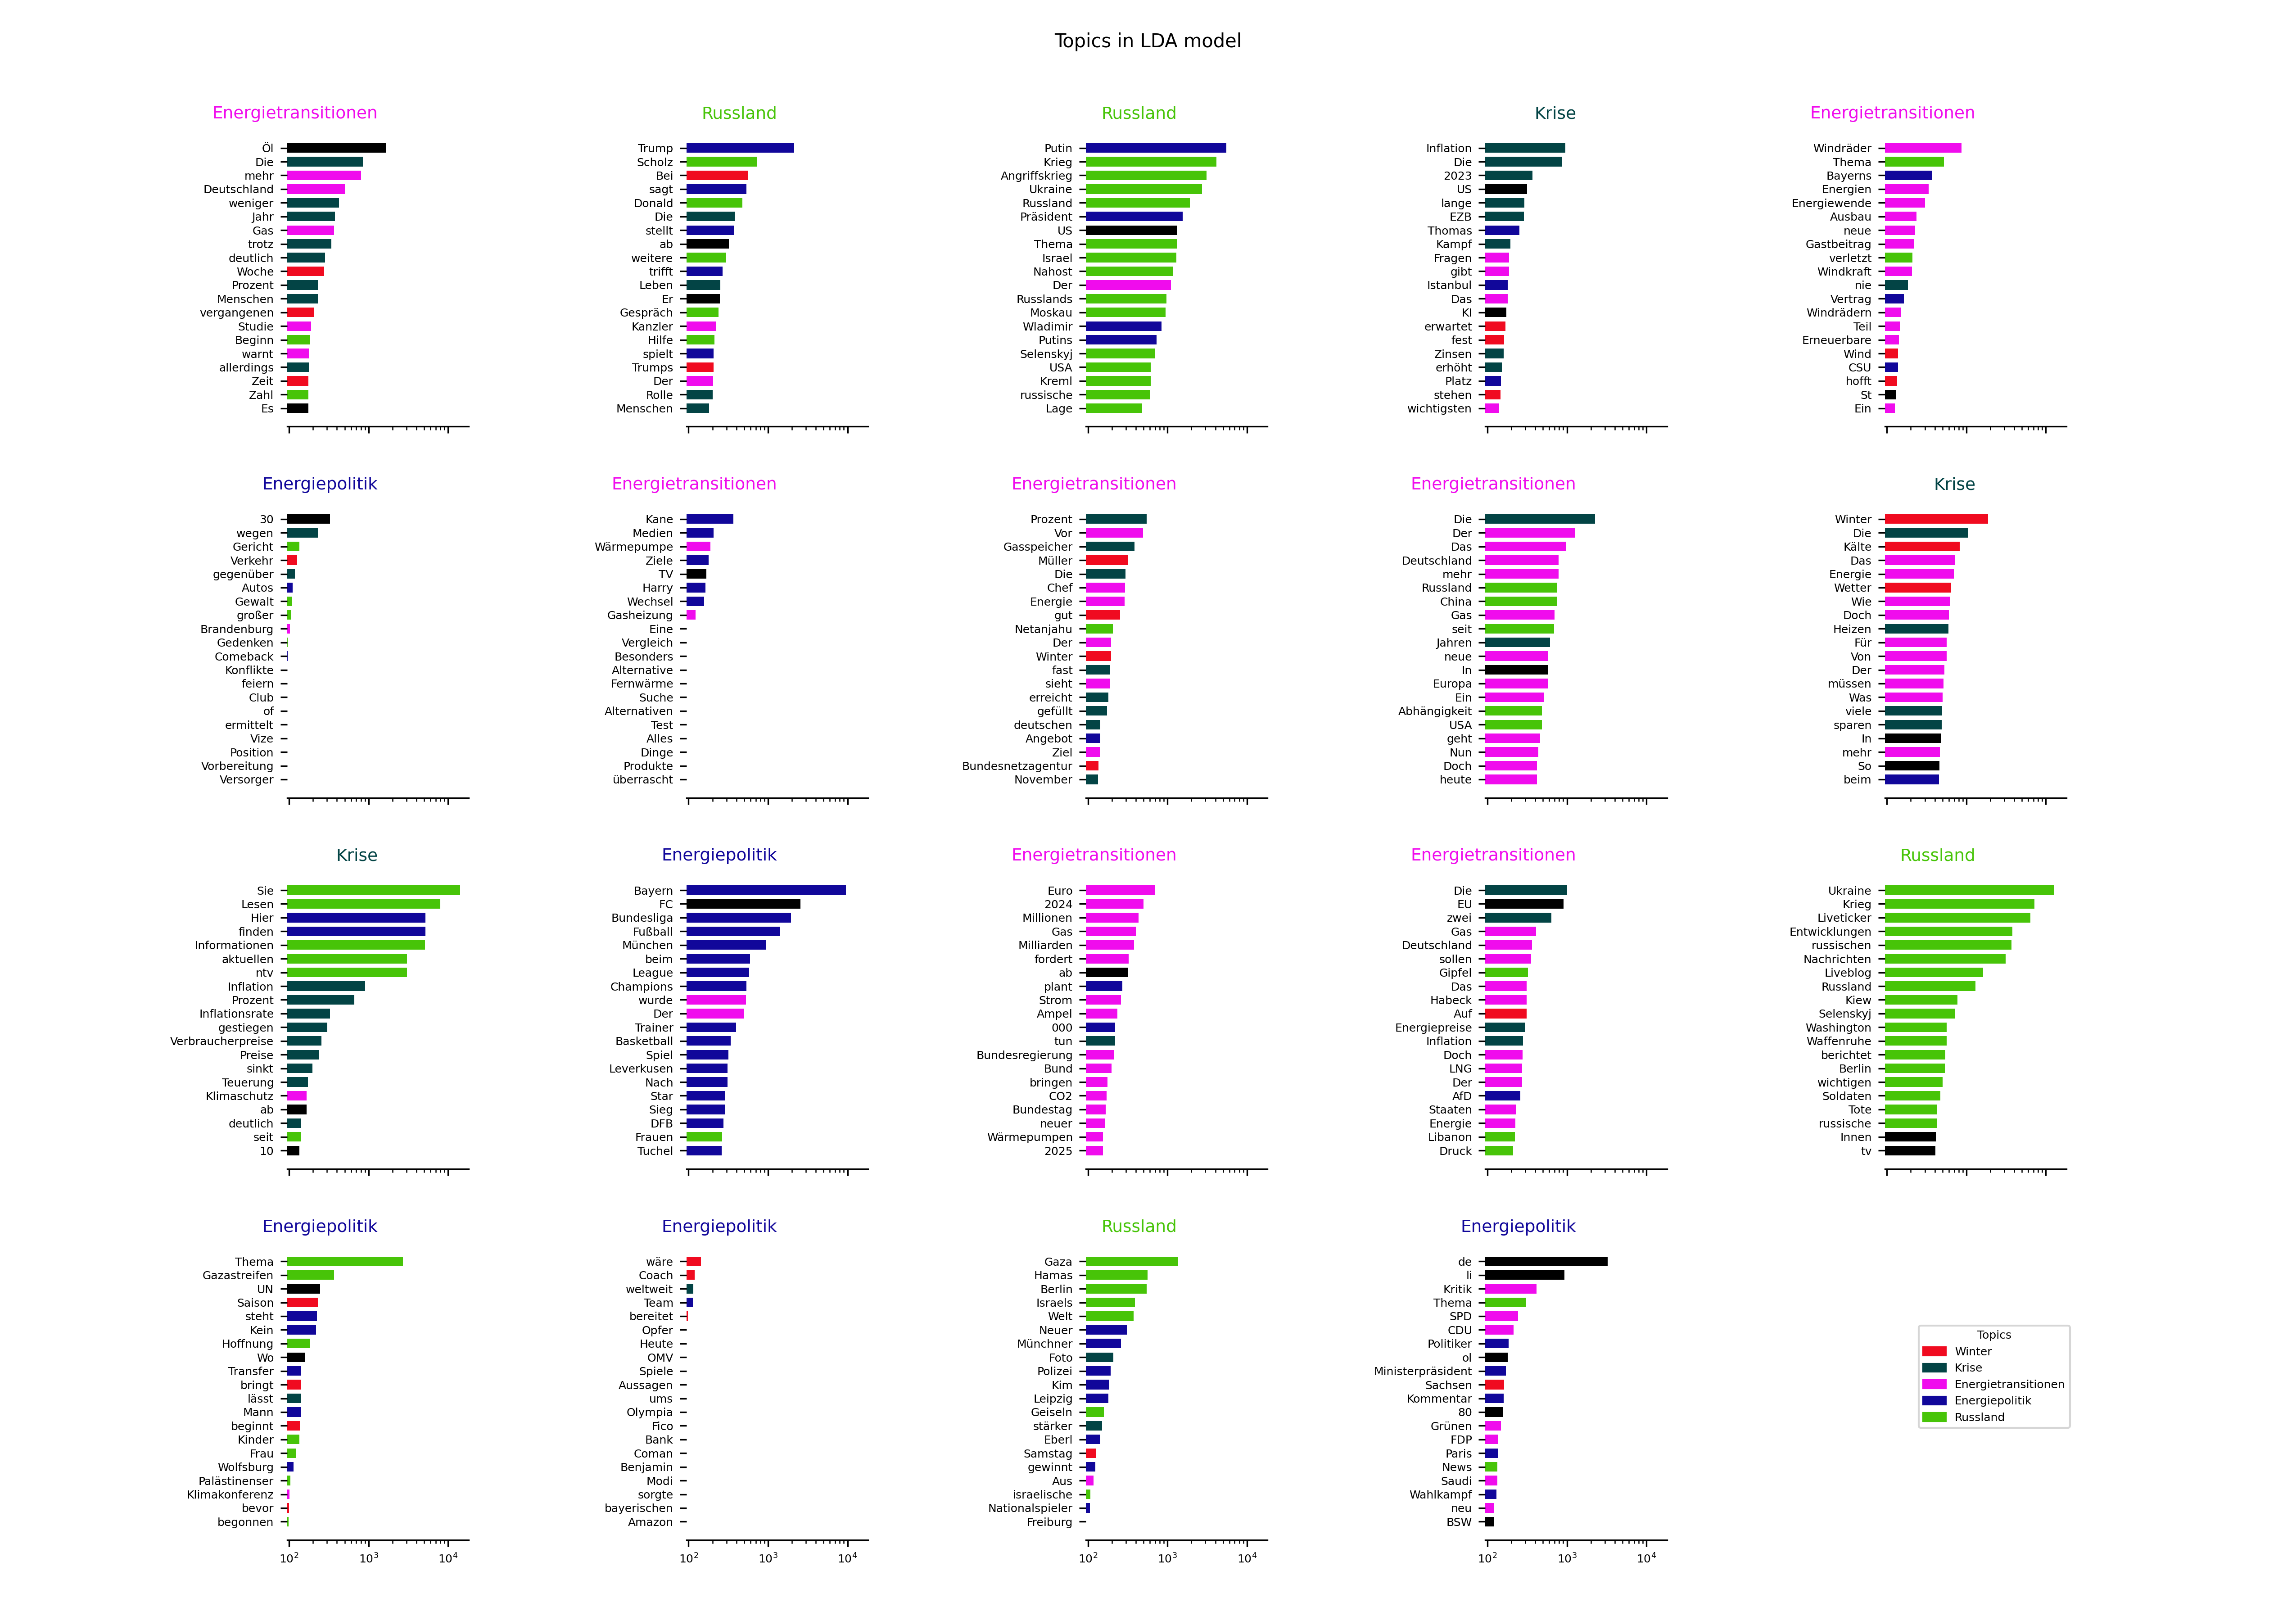 Topics in LDA model
Energietransitionen
Öl
Die
mehr
Deutschland
weniger
Jahr
Gas
trotz
deutlich
Woche
Prozent
Menschen
vergangenen
Studie
Beginn
warnt
allerdings
Zeit
Zahl
Es
Russland
Trump
Scholz
Bei
sagt
Donald
Die
stellt
ab
weitere
trifft
Leben
Er
Gespräch
Kanzler
Hilfe
spielt
Trumps
Der
Rolle
Menschen
Russland
Putin
Krieg
Angriffskrieg
Ukraine
Russland
Präsident
US
Thema
Israel
Nahost
Der
Russlands
Moskau
Wladimir
Putins
Selenskyj
USA
Kreml
russische
Lage
Krise
Inflation
Die
2023
US
lange
EZB
Thomas
Kampf
Fragen
gibt
Istanbul
Das
KI
erwartet
fest
Zinsen
erhöht
Platz
stehen
wichtigsten
Energietransitionen
Windräder
Thema
Bayerns
Energien
Energiewende
Ausbau
neue
Gastbeitrag
verletzt
Windkraft
nie
Vertrag
Windrädern
Teil
Erneuerbare
Wind
CSU
hofft
St
Ein
Energiepolitik
30
wegen
Gericht
Verkehr
gegenüber
Autos
Gewalt
großer
Brandenburg
Gedenken
Comeback
Konflikte
feiern
Club
of
ermittelt
Vize
Position
Vorbereitung
Versorger
Energietransitionen
Kane
Medien
Wärmepumpe
Ziele
TV
Harry
Wechsel
Gasheizung
Eine
Vergleich
Besonders
Alternative
Fernwärme
Suche
Alternativen
Test
Alles
Dinge
Produkte
überrascht
Energietransitionen
Prozent
Vor
Gasspeicher
Müller
Die
Chef
Energie
gut
Netanjahu
Der
Winter
fast
sieht
erreicht
gefüllt
deutschen
Angebot
Ziel
Bundesnetzagentur
November
Energietransitionen
Die
Der
Das
Deutschland
mehr
Russland
China
Gas
seit
Jahren
neue
In
Europa
Ein
Abhängigkeit
USA
geht
Nun
Doch
heute
Krise
Winter
Die
Kälte
Das
Energie
Wetter
Wie
Doch
Heizen
Für
Von
Der
müssen
Was
viele
sparen
In
mehr
So
beim
Krise
Sie
Lesen
Hier
finden
Informationen
aktuellen
ntv
Inflation
Prozent
Inflationsrate
gestiegen
Verbraucherpreise
Preise
sinkt
Teuerung
Klimaschutz
ab
deutlich
seit
10
Energiepolitik
Bayern
FC
Bundesliga
Fußball
München
beim
League
Champions
wurde
Der
Trainer
Basketball
Spiel
Leverkusen
Nach
Star
Sieg
DFB
Frauen
Tuchel
Energietransitionen
Euro
2024
Millionen
Gas
Milliarden
fordert
ab
plant
Strom
Ampel
000
tun
Bundesregierung
Bund
bringen
CO2
Bundestag
neuer
Wärmepumpen
2025
Energietransitionen
Die
EU
zwei
Gas
Deutschland
sollen
Gipfel
Das
Habeck
Auf
Energiepreise
Inflation
Doch
LNG
Der
AfD
Staaten
Energie
Libanon
Druck
Russland
Ukraine
Krieg
Liveticker
Entwicklungen
russischen
Nachrichten
Liveblog
Russland
Kiew
Selenskyj
Washington
Waffenruhe
berichtet
Berlin
wichtigen
Soldaten
Tote
russische
Innen
tv
Energiepolitik
Thema
Gazastreifen
UN
Saison
steht
Kein
Hoffnung
Wo
Transfer
bringt
lässt
Mann
beginnt
Kinder
Frau
Wolfsburg
Palästinenser
Klimakonferenz
bevor
begonnen
10² 10³ 10⁴
Energiepolitik
wäre
Coach
weltweit
Team
bereitet
Opfer
Heute
OMV
Spiele
Aussagen
ums
Olympia
Fico
Bank
Coman
Benjamin
Modi
sorgte
bayerischen
Amazon
10² 10³ 10⁴
Russland
Gaza
Hamas
Berlin
Israels
Welt
Neuer
Münchner
Foto
Polizei
Kim
Leipzig
Geiseln
stärker
Eberl
Samstag
gewinnt
Aus
israelische
Nationalspieler
Freiburg
10² 10³ 10⁴
Energiepolitik
de
li
Kritik
Thema
SPD
CDU
Politiker
ol
Ministerpräsident
Sachsen
Kommentar
80
Grünen
FDP
Paris
News
Saudi
Wahlkampf
neu
BSW
10² 10³ 10⁴
Topics
Winter
Krise
Energietransitionen
Energiepolitik
Russland